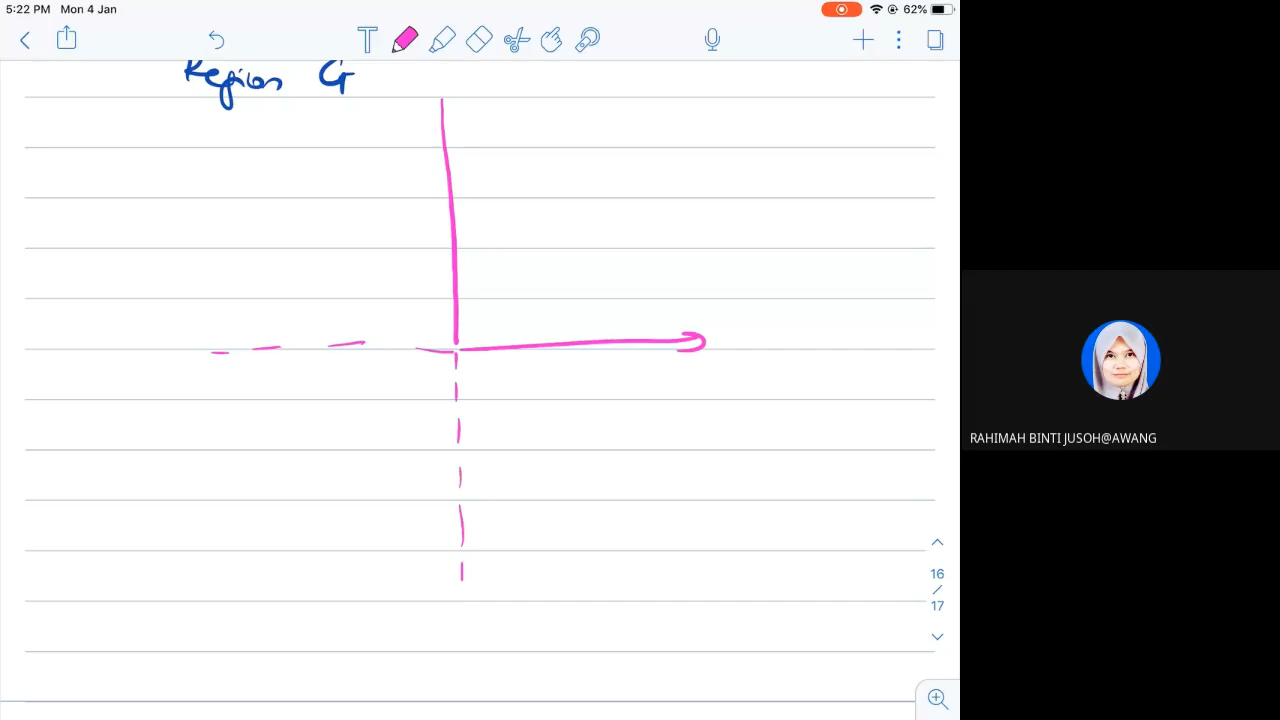 5:22 PM Mon 4 Jan 62%
Region G
T
16
/
17
RAHIMAH BINTI JUSOH@AWANG